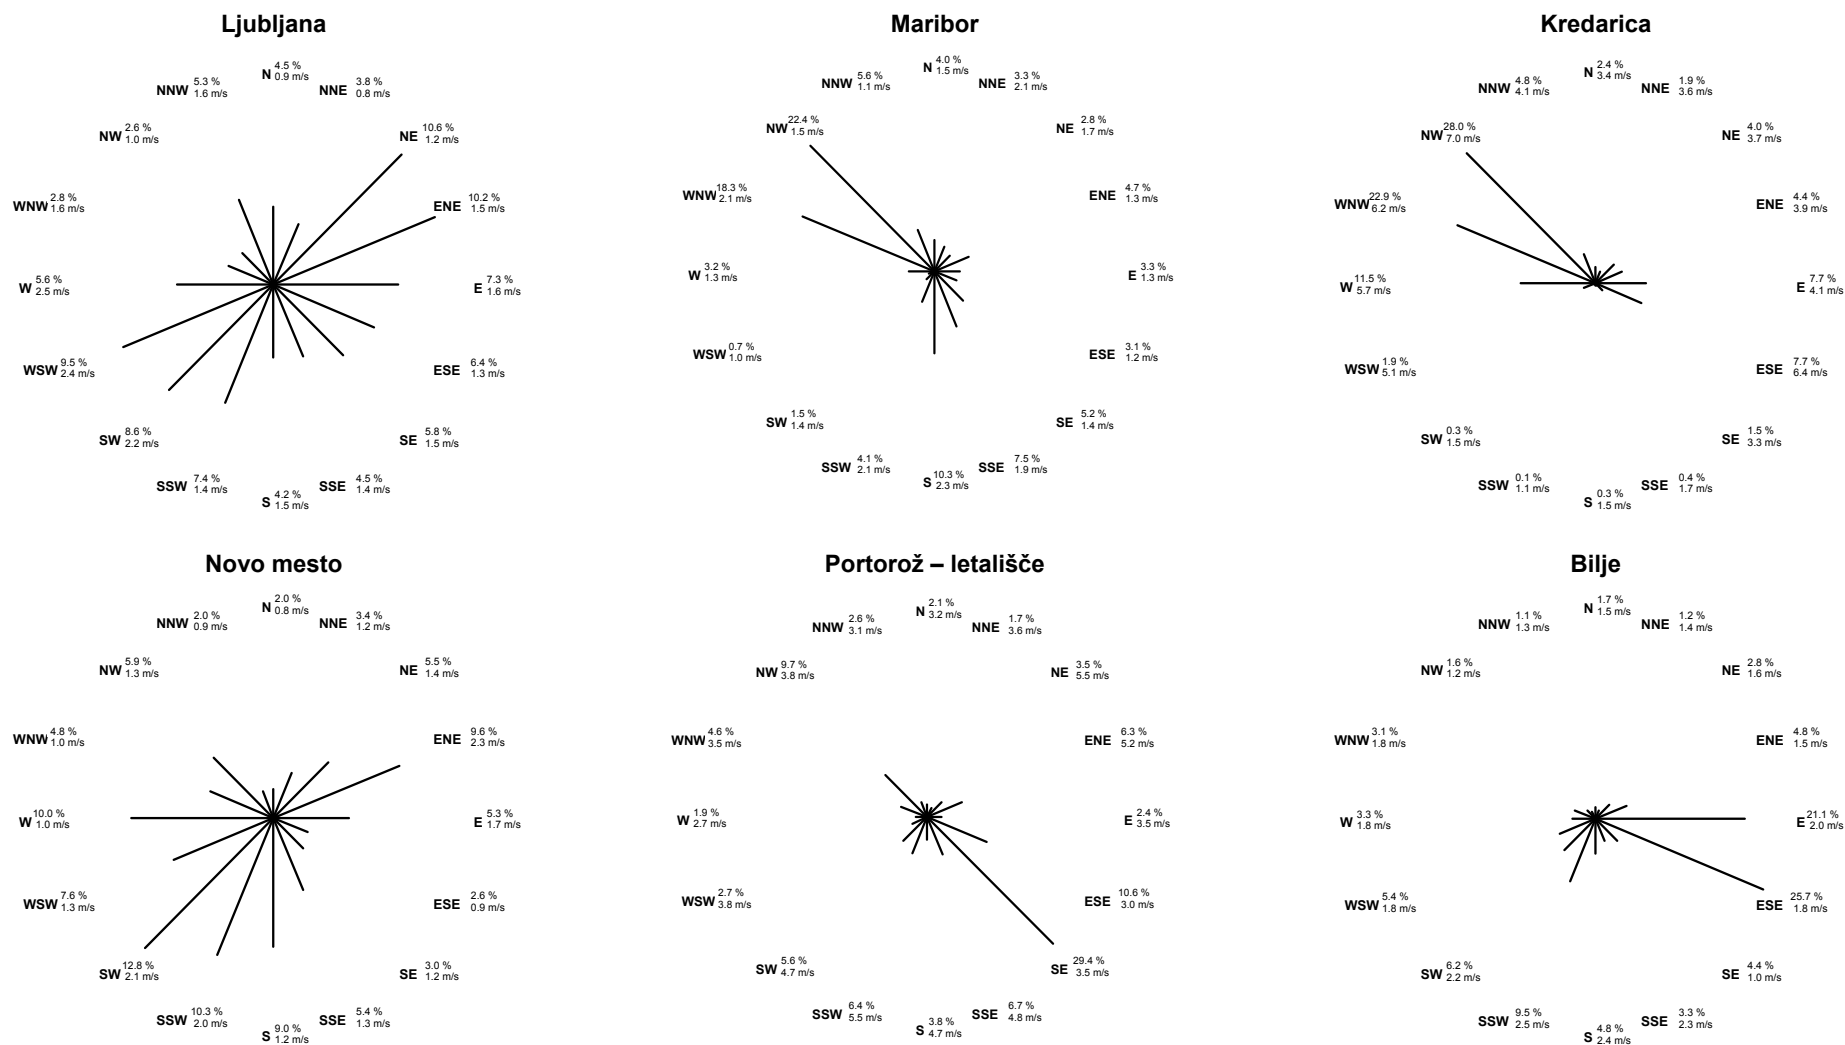 Ljubljana
N 4.5 %
0.9 m/s
NNW 5.3 %
1.6 m/s
NNE 3.8 %
0.8 m/s
NW 2.6 %
1.0 m/s
NE 10.6 %
1.2 m/s
WNW 2.8 %
1.6 m/s
ENE 10.2 %
1.5 m/s
W 5.6 %
2.5 m/s
E 7.3 %
1.6 m/s
WSW 9.5 %
2.4 m/s
ESE 6.4 %
1.3 m/s
SW 8.6 %
2.2 m/s
SE 5.8 %
1.5 m/s
SSW 7.4 %
1.4 m/s
SSE 4.5 %
1.4 m/s
S 4.2 %
1.5 m/s
Maribor
N 4.0 %
1.5 m/s
NNW 5.6 %
1.1 m/s
NNE 3.3 %
2.1 m/s
NW 22.4 %
1.5 m/s
NE 2.8 %
1.7 m/s
WNW 18.3 %
2.1 m/s
ENE 4.7 %
1.3 m/s
W 3.2 %
1.3 m/s
E 3.3 %
1.3 m/s
WSW 0.7 %
1.0 m/s
ESE 3.1 %
1.2 m/s
SW 1.5 %
1.4 m/s
SE 5.2 %
1.4 m/s
SSW 4.1 %
2.1 m/s
SSE 7.5 %
1.9 m/s
S 10.3 %
2.3 m/s
Kredarica
N 2.4 %
3.4 m/s
NNW 4.8 %
4.1 m/s
NNE 1.9 %
3.6 m/s
NW 28.0 %
7.0 m/s
NE 4.0 %
3.7 m/s
WNW 22.9 %
6.2 m/s
ENE 4.4 %
3.9 m/s
W 11.5 %
5.7 m/s
E 7.7 %
4.1 m/s
WSW 1.9 %
5.1 m/s
ESE 7.7 %
6.4 m/s
SW 0.3 %
1.5 m/s
SE 1.5 %
3.3 m/s
SSW 0.1 %
1.1 m/s
SSE 0.4 %
1.7 m/s
S 0.3 %
1.5 m/s
Novo mesto
N 2.0 %
0.8 m/s
NNW 2.0 %
0.9 m/s
NNE 3.4 %
1.2 m/s
NW 5.9 %
1.3 m/s
NE 5.5 %
1.4 m/s
WNW 4.8 %
1.0 m/s
ENE 9.6 %
2.3 m/s
W 10.0 %
1.0 m/s
E 5.3 %
1.7 m/s
WSW 7.6 %
1.3 m/s
ESE 2.6 %
0.9 m/s
SW 12.8 %
2.1 m/s
SE 3.0 %
1.2 m/s
SSW 10.3 %
2.0 m/s
SSE 5.4 %
1.3 m/s
S 9.0 %
1.2 m/s
Portorož – letališče
N 2.1 %
3.2 m/s
NNW 2.6 %
3.1 m/s
NNE 1.7 %
3.6 m/s
NW 9.7 %
3.8 m/s
NE 3.5 %
5.5 m/s
WNW 4.6 %
3.5 m/s
ENE 6.3 %
5.2 m/s
W 1.9 %
2.7 m/s
E 2.4 %
3.5 m/s
WSW 2.7 %
3.8 m/s
ESE 10.6 %
3.0 m/s
SW 5.6 %
4.7 m/s
SE 29.4 %
3.5 m/s
SSW 6.4 %
5.5 m/s
SSE 6.7 %
4.8 m/s
S 3.8 %
4.7 m/s
Bilje
N 1.7 %
1.5 m/s
NNW 1.1 %
1.3 m/s
NNE 1.2 %
1.4 m/s
NW 1.6 %
1.2 m/s
NE 2.8 %
1.6 m/s
WNW 3.1 %
1.8 m/s
ENE 4.8 %
1.5 m/s
W 3.3 %
1.8 m/s
E 21.1 %
2.0 m/s
WSW 5.4 %
1.8 m/s
ESE 25.7 %
1.8 m/s
SW 6.2 %
2.2 m/s
SE 4.4 %
1.0 m/s
SSW 9.5 %
2.5 m/s
SSE 3.3 %
2.3 m/s
S 4.8 %
2.4 m/s